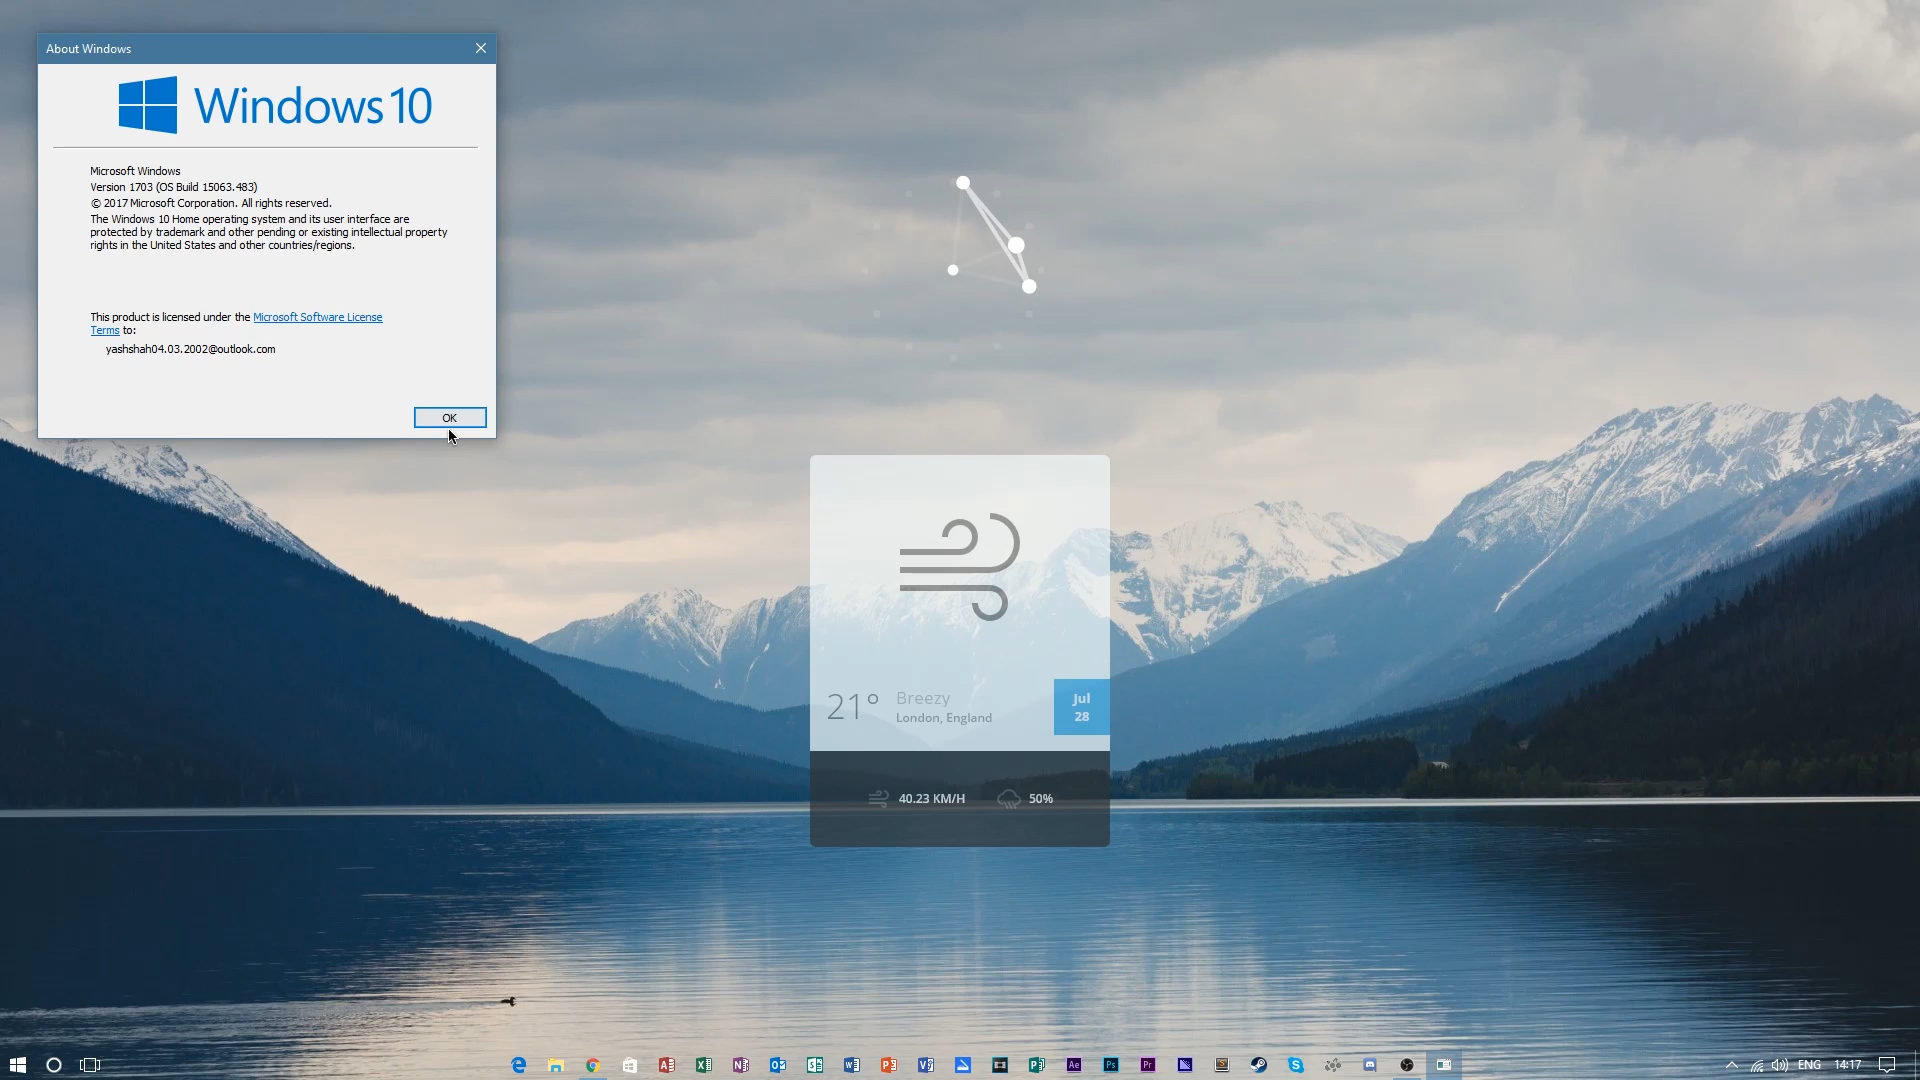 About Windows
Windows 10
Microsoft Windows
Version 1703 (OS Build 15063.483)
© 2017 Microsoft Corporation. All rights reserved.
The Windows 10 Home operating system and its user interface are
protected by trademark and other pending or existing intellectual property
rights in the United States and other countries/regions.
This product is licensed under the Microsoft Software License
Terms to:
yashshah04.03.2002@outlook.com
OK
21°
Breezy
London, England
Jul
28
40.23 KM/H
50%
Ae
Ps
Pr
ENG
14:17